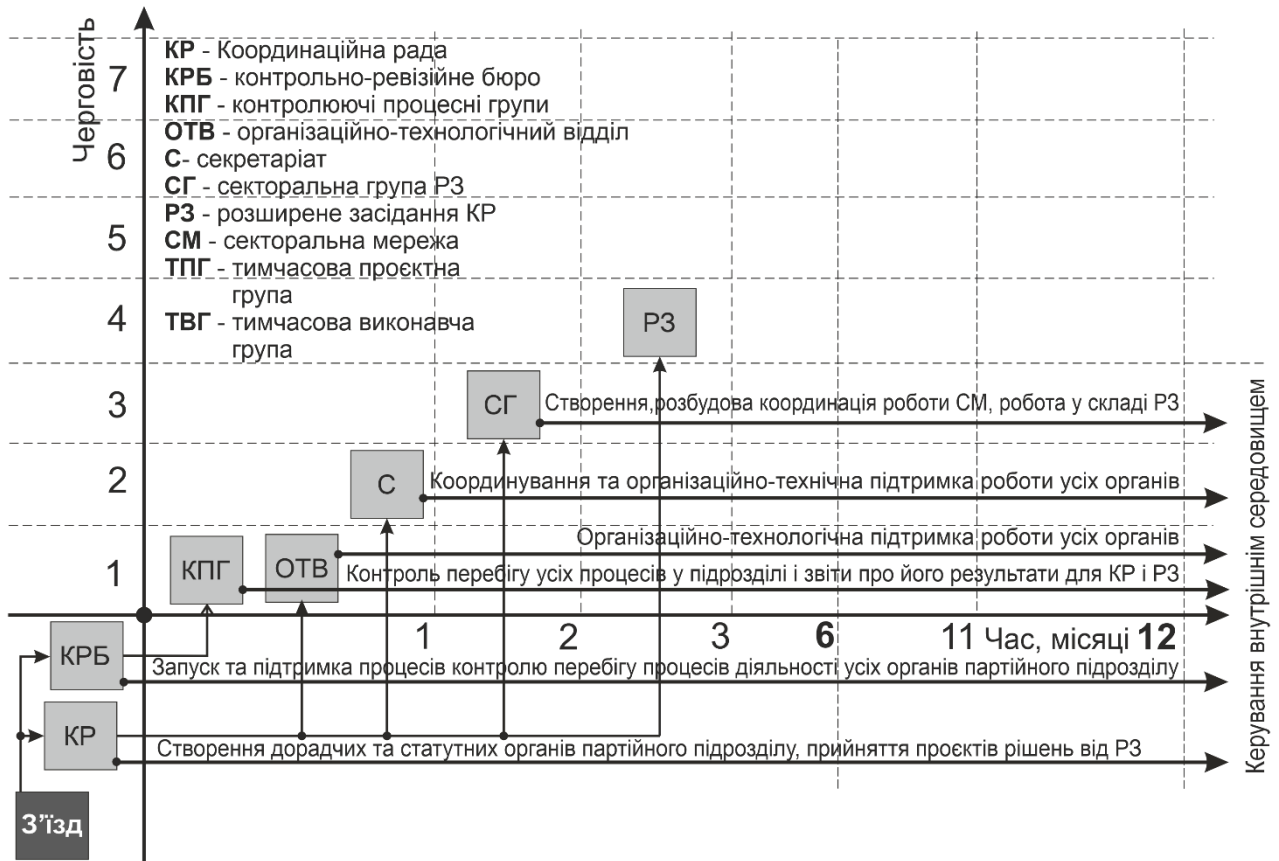 Черговість
7
6
5
4
3
2
1
КР - Координаційна рада
КРБ - контрольно-ревізійне бюро
КПГ - контролюючі процесні групи
ОТВ - організаційно-технологічний відділ
С- секретаріат
СГ - секторальна група РЗ
РЗ - розширене засідання КР
СМ - секторальна мережа
ТПГ - тимчасова проєктна
група
ТВГ - тимчасова виконавча
група
РЗ
СГ
Створення,розбудова координація роботи СМ, робота у складі РЗ
С
Координування та організаційно-технічна підтримка роботи усіх органів
Організаційно-технологічна підтримка роботи усіх органів
КПГ
ОТВ
Контроль перебігу усіх процесів у підрозділі і звіти про його результати для КР і РЗ
1 2 3 6 11 Час, місяці 12
КРБ
Запуск та підтримка процесів контролю перебігу процесів діяльності усіх органів партійного підрозділу
КР
Створення дорадчих та статутних органів партійного підрозділу, прийняття проєктів рішень від РЗ
З’їзд
Керування внутрішнім середовищем